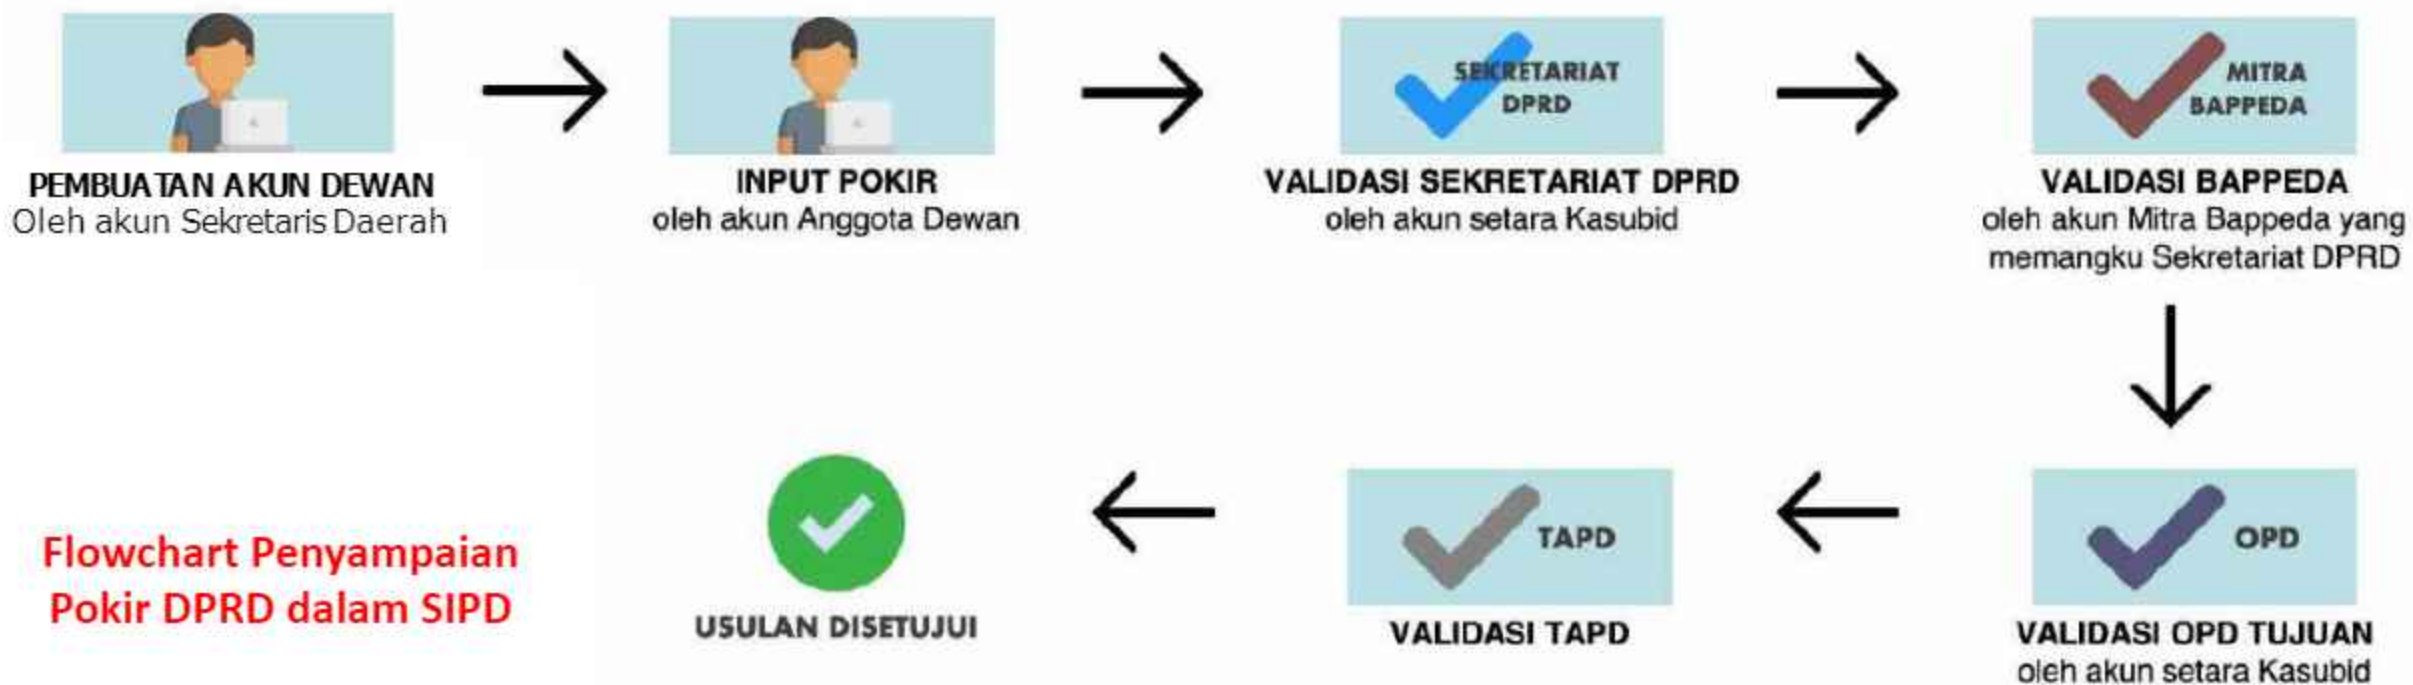 PEMBUATAN AKUN DEWAN
Oleh akun Sekretaris Daerah
INPUT POKIR
oleh akun Anggota Dewan
SEKRETARIAT
DPRD
VALIDASI SEKRETARIAT DPRD
oleh akun setara Kasubid
MITRA
BAPPEDA
VALIDASI BAPPEDA
oleh akun Mitra Bappeda yang
memangku Sekretariat DPRD
OPD
VALIDASI OPD TUJUAN
oleh akun setara Kasubid
TAPD
VALIDASI TAPD
USULAN DISETUJUI
Flowchart Penyampaian
Pokir DPRD dalam SIPD